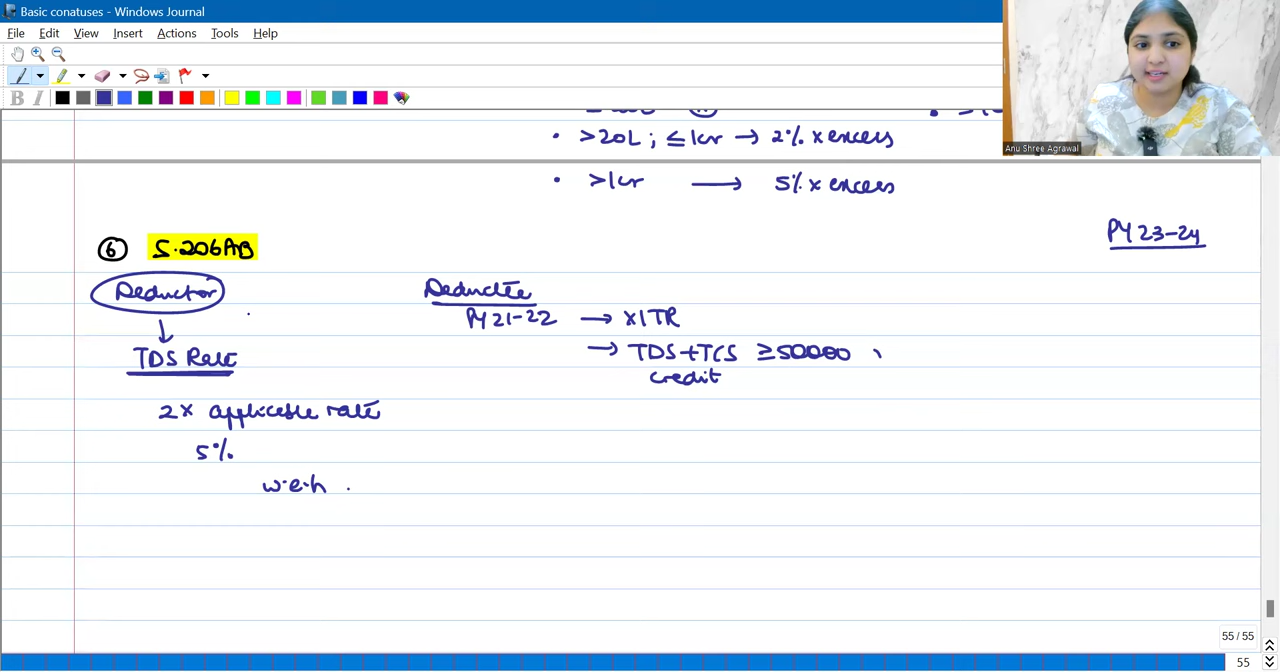 Basic conatuses - Windows Journal
File Edit View Insert Actions Tools Help
B I
Anu Shree Agrawal
• >20L ; ≤1cr → 2% x excess
• >1cr → 5% x excess
PY 23-24
⑥ S.206AB
Deductor
Deductee
PY 21-22 → XITR
TDS Rate
→ TDS+TCS ≥50000
credit
2x applicable rate
5%
w.e.h
55 / 55
55